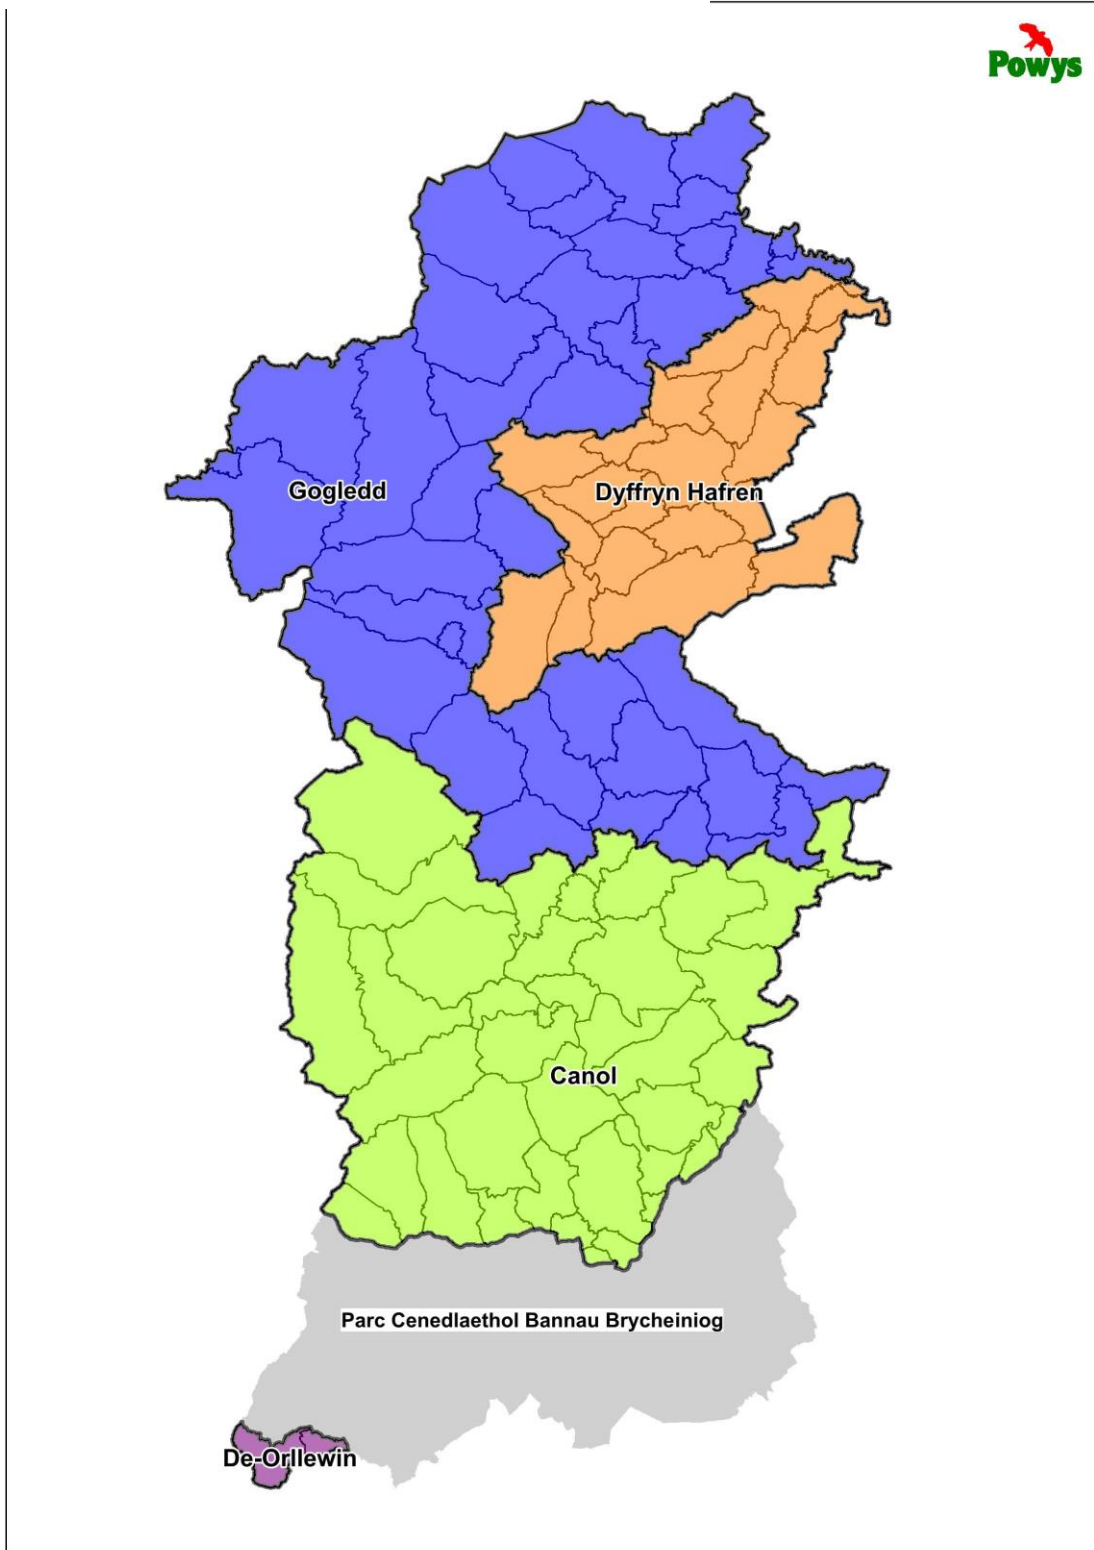 Powys
Gogledd
Dyffryn Hafren
Canol
Parc Cenedlaethol Bannau Brycheiniog
De-Orllewin